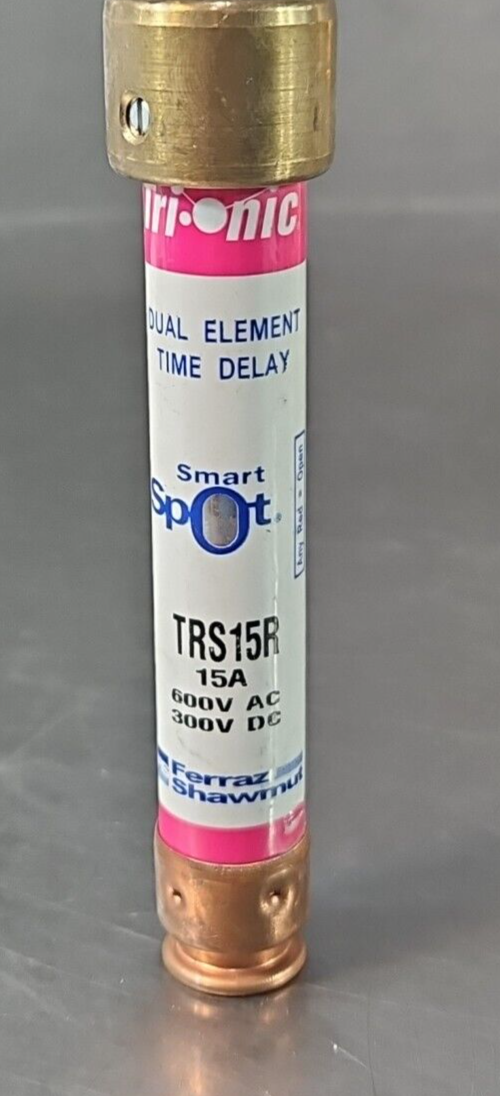 Tri-onic
DUAL ELEMENT
TIME DELAY
Smart
Spot®
Any Red = Open
TRS15R
15A
600V AC
300V DC
Ferraz
Shawmut